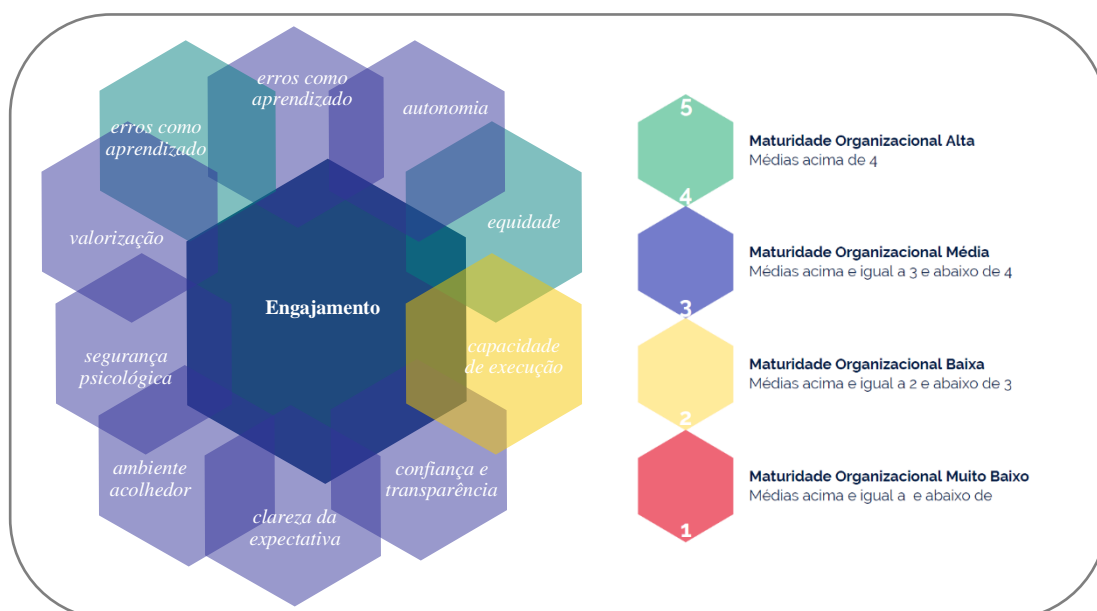 erros como
aprendizado
autonomia
erros como
aprendizado
equidade
valorização
Engajamento
capacidade
de execução
segurança
psicológica
ambiente
acolhedor
confiança e
transparência
clareza da
expectativa
5
Maturidade Organizacional Alta
Médias acima de 4
4
Maturidade Organizacional Média
Médias acima e igual a 3 e abaixo de 4
3
Maturidade Organizacional Baixa
Médias acima e igual a 2 e abaixo de 3
2
Maturidade Organizacional Muito Baixo
Médias acima e igual a e abaixo de
1